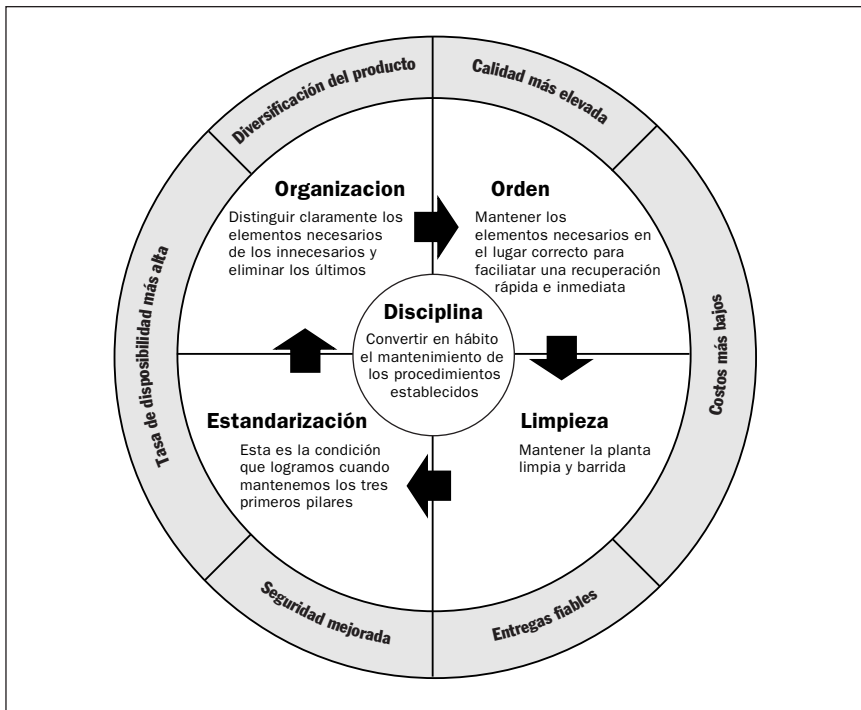 Diversificación del producto
Calidad más elevada
Organizacion
Distinguir claramente los
elementos necesarios
de los innecesarios y
eliminar los últimos
Orden
Mantener los
elementos necesarios en
el lugar correcto para
faciliatar una recuperación
rápida e inmediata
Tasa de disposibilidad más alta
Disciplina
Convertir en hábito
el mantenimiento de
los procedimientos
establecidos
Costos más bajos
Estandarización
Esta es la condición
que logramos cuando
mantenemos los tres
primeros pilares
Limpieza
Mantener la planta
limpia y barrida
Seguridad mejorada
Entregas fiables